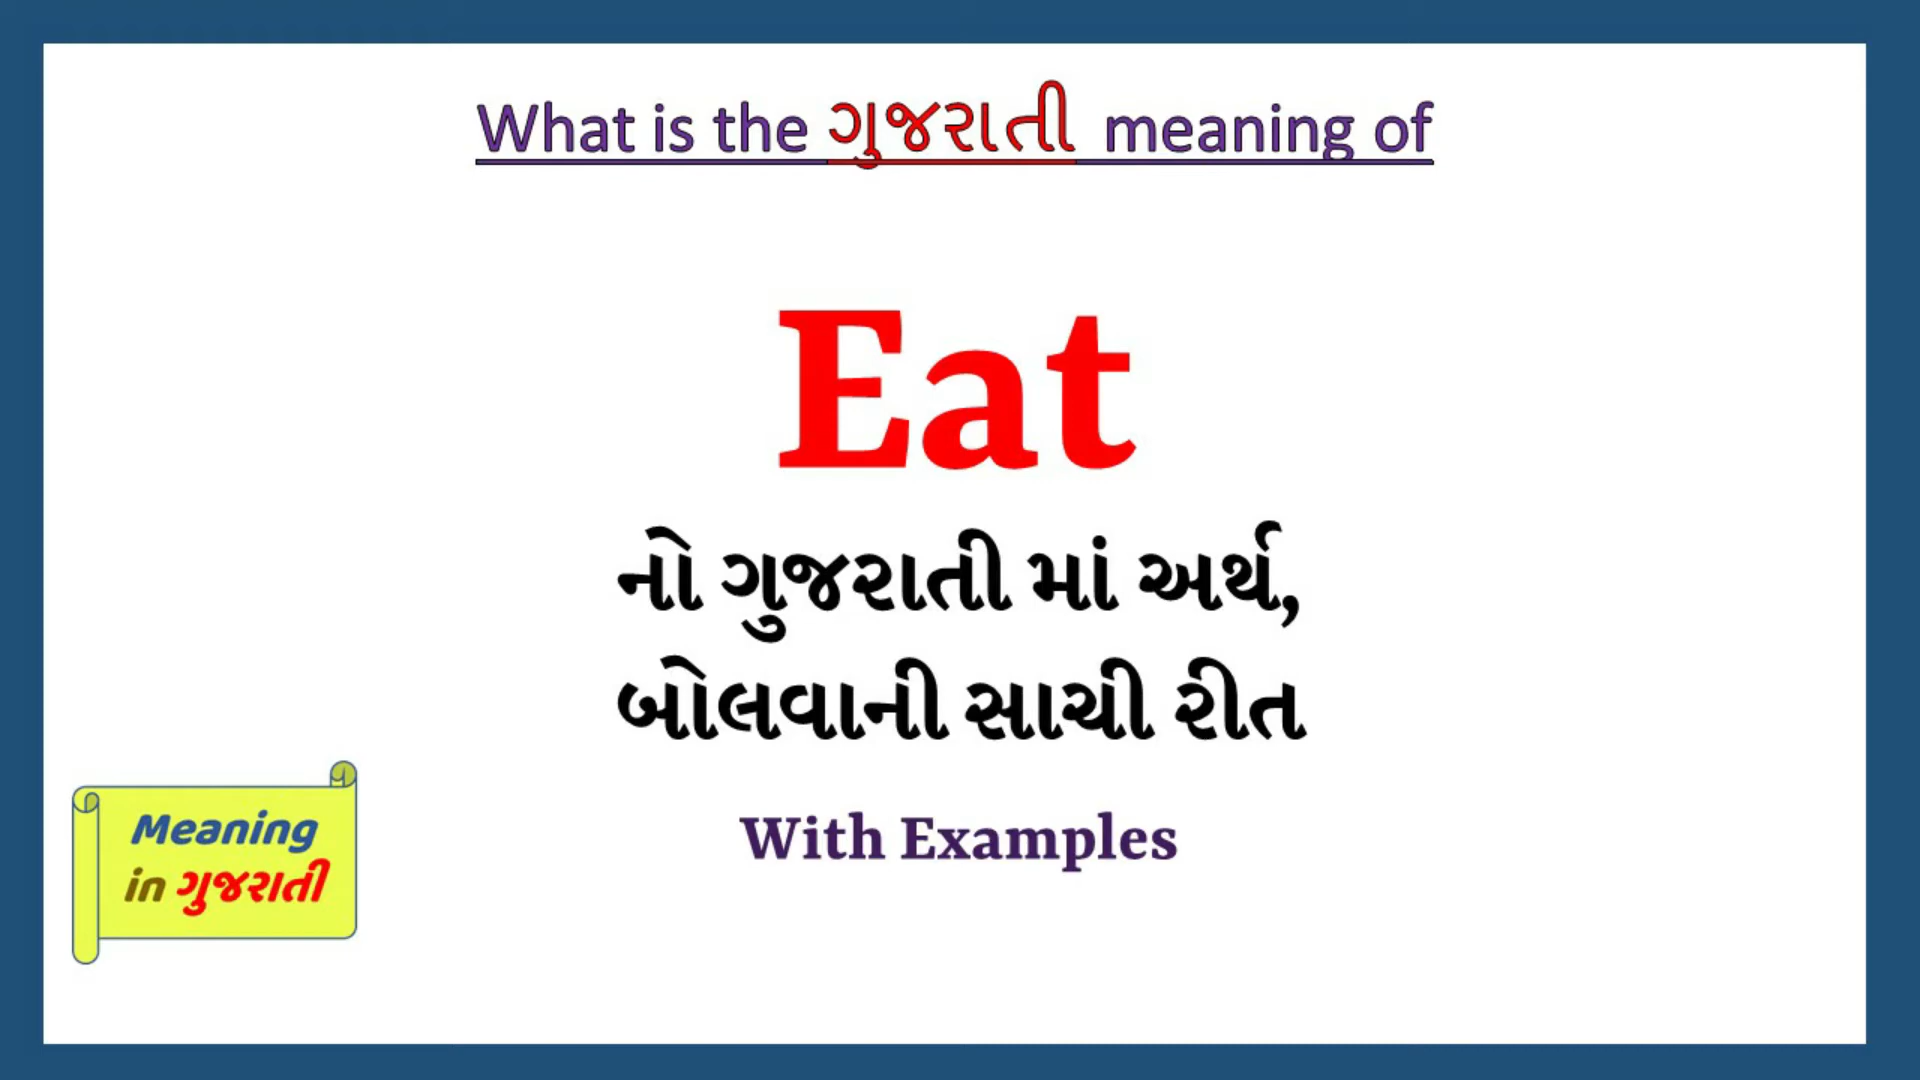 What is the ગુજરાતી meaning of
Eat
નો ગુજરાતી માં અર્થ,
બોલવાની સાચી રીત
With Examples
Meaning
in ગુજરાતી